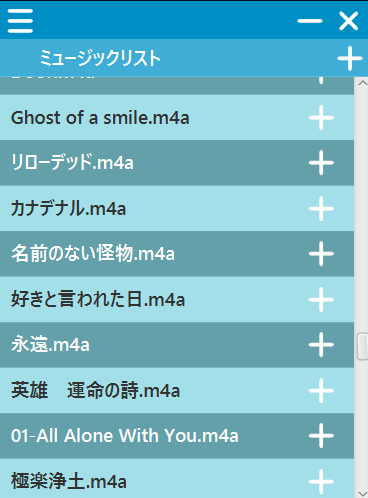 ミュージックリスト
Ghost of a smile.m4a
リローデッド.m4a
カナデナル.m4a
名前のない怪物.m4a
好きと言われた日.m4a
永遠.m4a
英雄　運命の詩.m4a
01-All Alone With You.m4a
極楽浄土.m4a